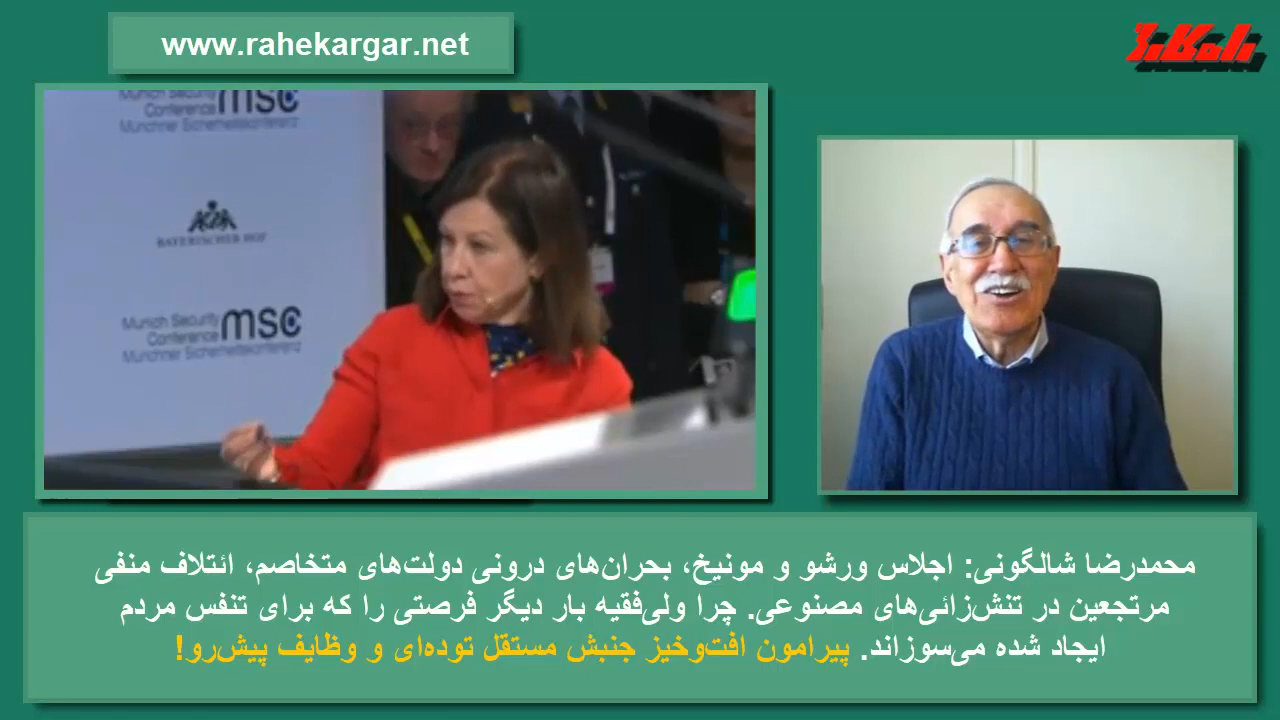 www.rahekargar.net
راه کارگر
Munich Security
Conference msc
Münchner Sicherheitskonferenz
BAYERISCHER HOF
Munich Security
Conference msc
Münchner Sicherheitskonferenz
محمدرضا شالگونی: اجلاس ورشو و مونیخ، بحران‌های درونی دولت‌های متخاصم، ائتلاف منفی
مرتجعین در تنش‌زائی‌های مصنوعی. چرا ولی‌فقیه بار دیگر فرصتی را که برای تنفس مردم
ایجاد شده می‌سوزاند. پیرامون افت‌وخیز جنبش مستقل توده‌ای و وظایف پیش‌رو!